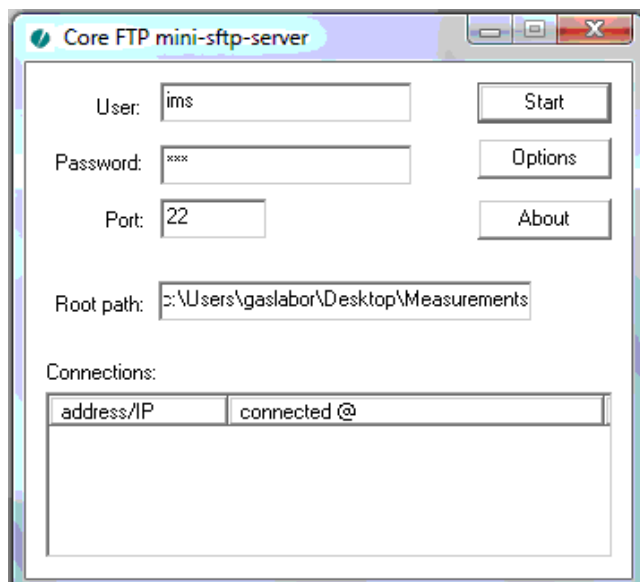 Core FTP mini-sftp-server
User: ims Start
Password: *** Options
Port: 22 About
Root path: c:\Users\gaslabor\Desktop\Measurements
Connections:
address/IP connected @